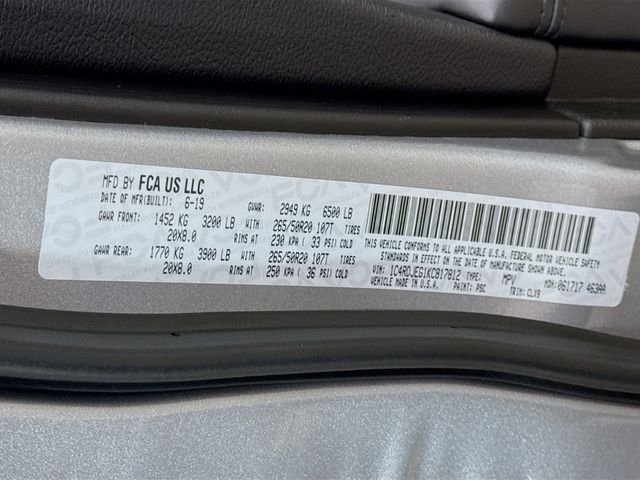 MFD BY FCA US LLC
DATE OF MFR(BUILT): 6-19 GVWR: 2949 KG 6500 LB
GAWR FRONT: 1452 KG 3200 LB WITH 265/50R20 107T TIRES
20X8.0 RIMS AT 230 KPA ( 33 PSI) COLD
GAWR REAR: 1770 KG 3900 LB WITH 265/50R20 107T TIRES
20X8.0 RIMS AT 250 KPA ( 36 PSI) COLD
THIS VEHICLE CONFORMS TO ALL APPLICABLE U.S.A. FEDERAL MOTOR VEHICLE SAFETY
STANDARDS IN EFFECT ON THE DATE OF MANUFACTURE SHOWN ABOVE.
VIN: 1C4RDJEG1KC817812 TYPE: MPV MDH: 061717 463AA
VEHICLE MADE IN U.S.A. PAINT: PSC TRIM: CLX9